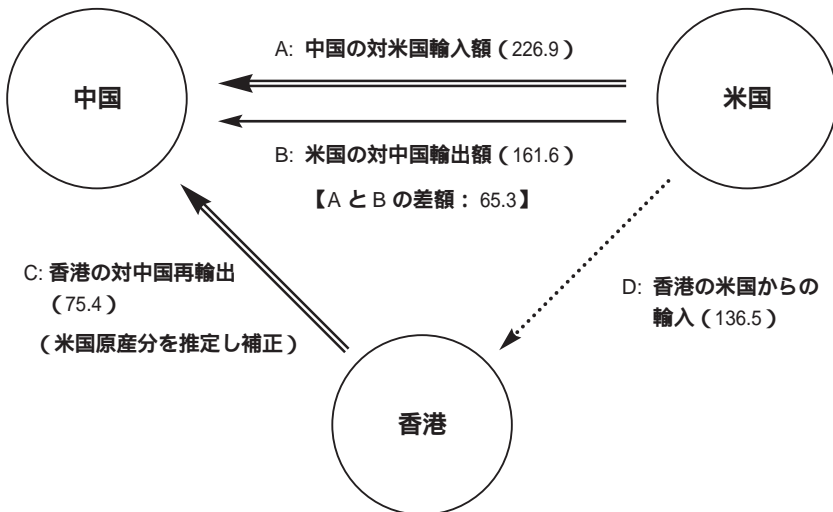 A: 中国の対米国輸入額（226.9）
中国
米国
B: 米国の対中国輸出額（161.6）
【A と B の差額： 65.3】
C: 香港の対中国再輸出
（75.4）
（米国原産分を推定し補正）
D: 香港の米国からの
輸入（136.5）
香港